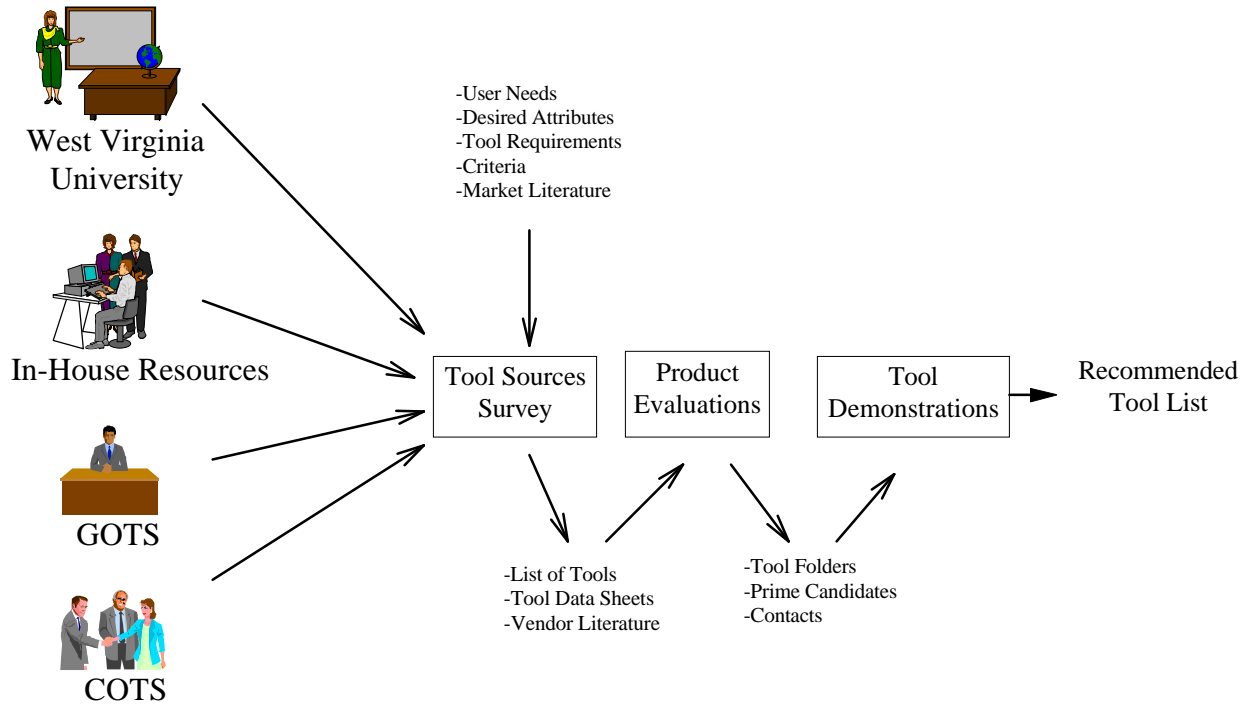 West Virginia
University
In-House Resources
GOTS
COTS
-User Needs
-Desired Attributes
-Tool Requirements
-Criteria
-Market Literature
Tool Sources
Survey
-List of Tools
-Tool Data Sheets
-Vendor Literature
Product
Evaluations
-Tool Folders
-Prime Candidates
-Contacts
Tool
Demonstrations
Recommended
Tool List